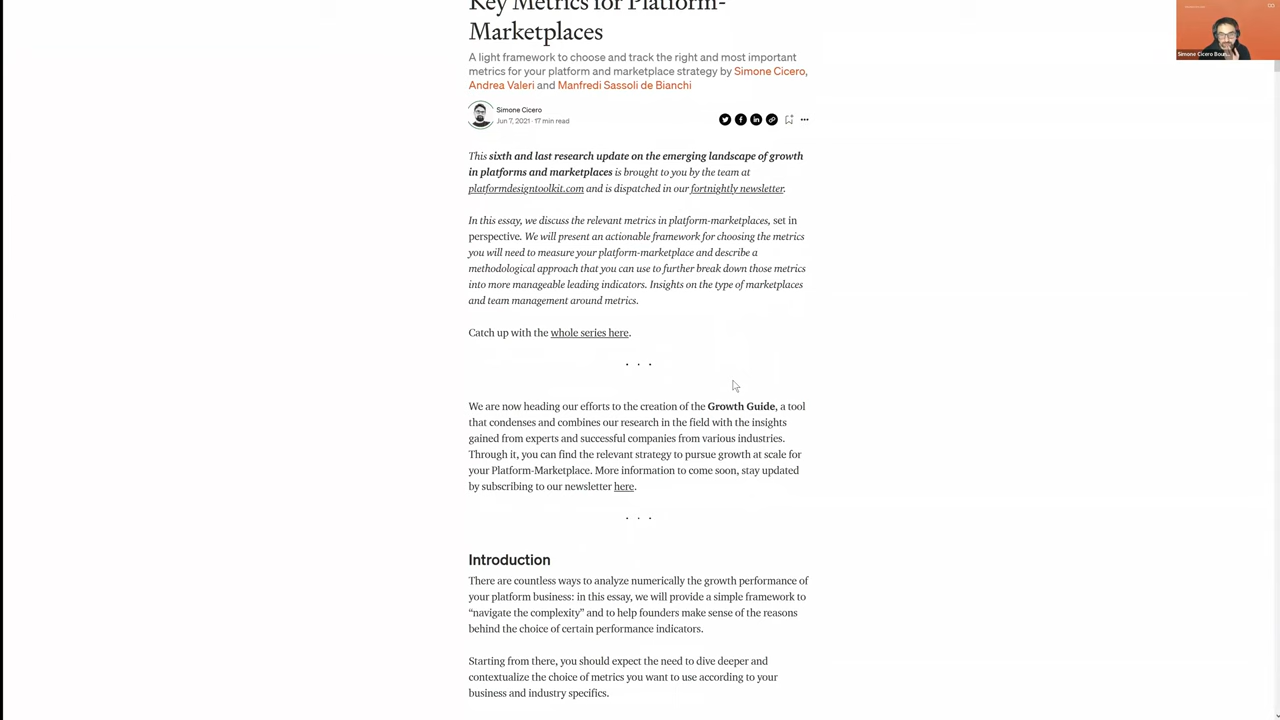 Key Metrics for Platform-
Marketplaces
A light framework to choose and track the right and most important
metrics for your platform and marketplace strategy by Simone Cicero,
Andrea Valeri and Manfredi Sassoli de Bianchi
Simone Cicero
Jun 7, 2021 · 17 min read
This sixth and last research update on the emerging landscape of growth
in platforms and marketplaces is brought to you by the team at
platformdesigntoolkit.com and is dispatched in our fortnightly newsletter.
In this essay, we discuss the relevant metrics in platform-marketplaces, set in
perspective. We will present an actionable framework for choosing the metrics
you will need to measure your platform-marketplace and describe a
methodological approach that you can use to further break down those metrics
into more manageable leading indicators. Insights on the type of marketplaces
and team management around metrics.
Catch up with the whole series here.
. . .
We are now heading our efforts to the creation of the Growth Guide, a tool
that condenses and combines our research in the field with the insights
gained from experts and successful companies from various industries.
Through it, you can find the relevant strategy to pursue growth at scale for
your Platform-Marketplace. More information to come soon, stay updated
by subscribing to our newsletter here.
. . .
Introduction
There are countless ways to analyze numerically the growth performance of
your platform business: in this essay, we will provide a simple framework to
“navigate the complexity” and to help founders make sense of the reasons
behind the choice of certain performance indicators.
Starting from there, you should expect the need to dive deeper and
contextualize the choice of metrics you want to use according to your
business and industry specifics.
Simone Cicero Boun...